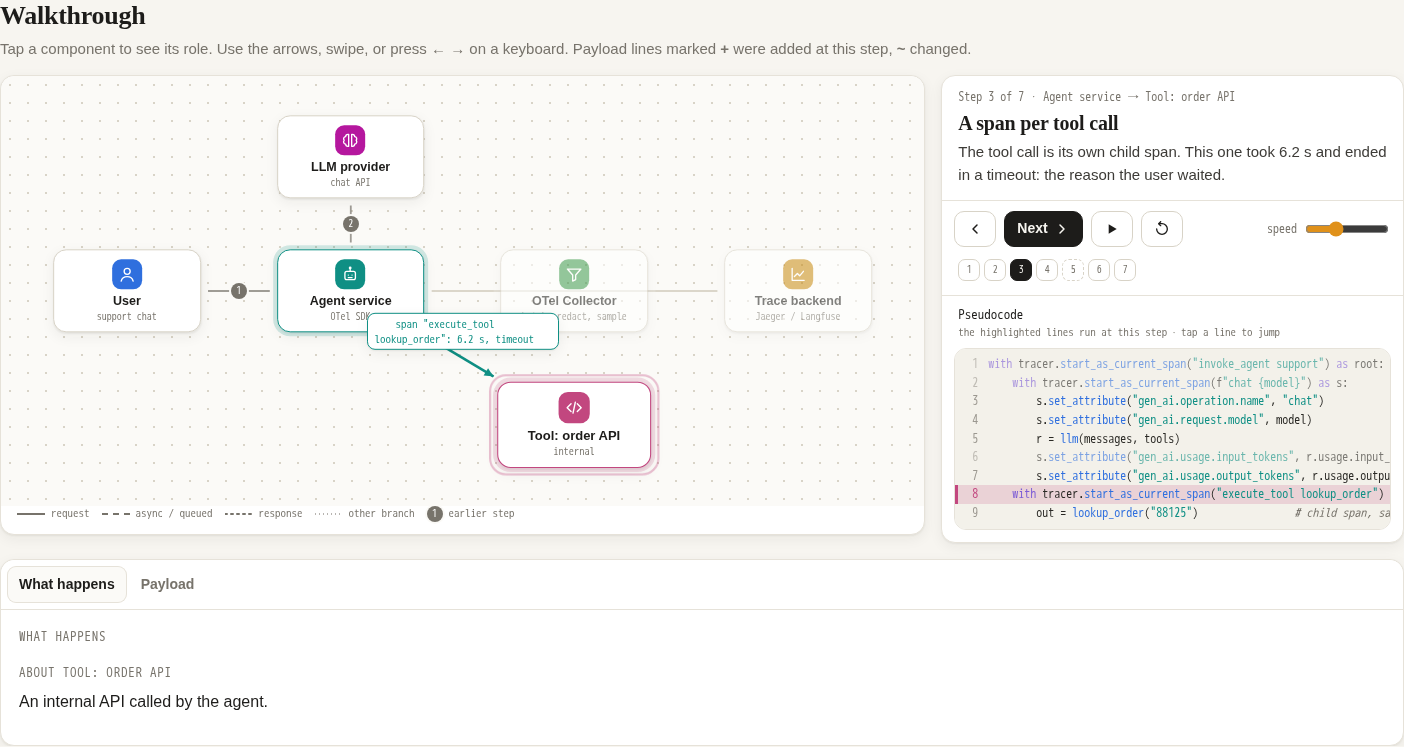 Walkthrough
Tap a component to see its role. Use the arrows, swipe, or press ← → on a keyboard. Payload lines marked + were added at this step, ~ changed.
LLM provider
chat API
2
User
support chat
1
Agent service
OTel SDK
OTel Collector
redact, sample
Trace backend
Jaeger / Langfuse
span "execute_tool
lookup_order": 6.2 s, timeout
Tool: order API
internal
request
async / queued
response
other branch
1 earlier step
Step 3 of 7 · Agent service → Tool: order API
A span per tool call
The tool call is its own child span. This one took 6.2 s and ended
in a timeout: the reason the user waited.
Next
speed
1 2 3 4 5 6 7
Pseudocode
the highlighted lines run at this step · tap a line to jump
1 with tracer.start_as_current_span("invoke_agent support") as root:
2 with tracer.start_as_current_span(f"chat {model}") as s:
3 s.set_attribute("gen_ai.operation.name", "chat")
4 s.set_attribute("gen_ai.request.model", model)
5 r = llm(messages, tools)
6 s.set_attribute("gen_ai.usage.input_tokens", r.usage.input_
7 s.set_attribute("gen_ai.usage.output_tokens", r.usage.outpu
8 with tracer.start_as_current_span("execute_tool lookup_order")
9 out = lookup_order("88125") # child span, sa
What happens
Payload
WHAT HAPPENS
ABOUT TOOL: ORDER API
An internal API called by the agent.